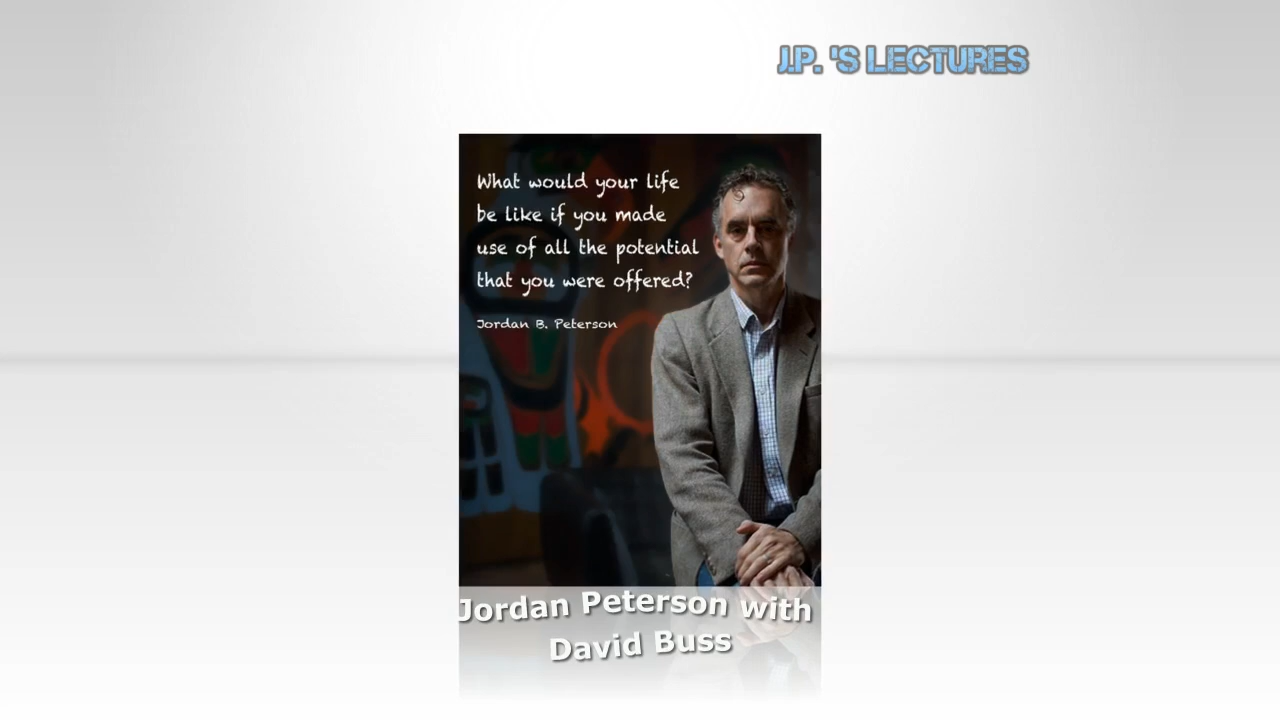 J.P. 'S LECTURES
What would your life
be like if you made
use of all the potential
that you were offered?
Jordan B. Peterson
Jordan Peterson with
David Buss